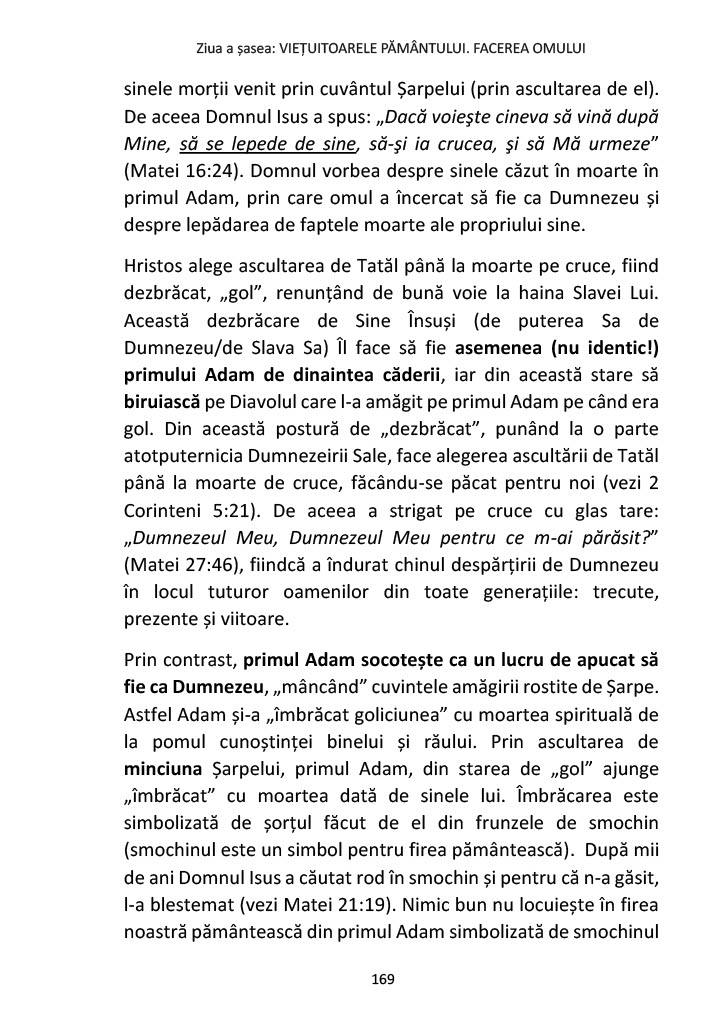 Ziua a șasea: VIEȚUITOARELE PĂMÂNTULUI. FACEREA OMULUI
sinele morții venit prin cuvântul Șarpelui (prin ascultarea de el).
De aceea Domnul Isus a spus: „Dacă voieşte cineva să vină după
Mine, să se lepede de sine, să-şi ia crucea, şi să Mă urmeze”
(Matei 16:24). Domnul vorbea despre sinele căzut în moarte în
primul Adam, prin care omul a încercat să fie ca Dumnezeu și
despre lepădarea de faptele moarte ale propriului sine.
Hristos alege ascultarea de Tatăl până la moarte pe cruce, fiind
dezbrăcat, „gol”, renunțând de bună voie la haina Slavei Lui.
Această dezbrăcare de Sine Însuși (de puterea Sa de
Dumnezeu/de Slava Sa) Îl face să fie asemenea (nu identic!)
primului Adam de dinaintea căderii, iar din această stare să
biruiască pe Diavolul care l-a amăgit pe primul Adam pe când era
gol. Din această postură de „dezbrăcat”, punând la o parte
atotputernicia Dumnezeirii Sale, face alegerea ascultării de Tatăl
până la moarte de cruce, făcându-se păcat pentru noi (vezi 2
Corinteni 5:21). De aceea a strigat pe cruce cu glas tare:
„Dumnezeul Meu, Dumnezeul Meu pentru ce m-ai părăsit?”
(Matei 27:46), fiindcă a îndurat chinul despărțirii de Dumnezeu
în locul tuturor oamenilor din toate generațiile: trecute,
prezente și viitoare.
Prin contrast, primul Adam socotește ca un lucru de apucat să
fie ca Dumnezeu, „mâncând” cuvintele amăgirii rostite de Șarpe.
Astfel Adam și-a „îmbrăcat goliciunea” cu moartea spirituală de
la pomul cunoștinței binelui și răului. Prin ascultarea de
minciuna Șarpelui, primul Adam, din starea de „gol” ajunge
„îmbrăcat” cu moartea dată de sinele lui. Îmbrăcarea este
simbolizată de șorțul făcut de el din frunzele de smochin
(smochinul este un simbol pentru firea pământească).  După mii
de ani Domnul Isus a căutat rod în smochin și pentru că n-a găsit,
l-a blestemat (vezi Matei 21:19). Nimic bun nu locuiește în firea
noastră pământească din primul Adam simbolizată de smochinul
169